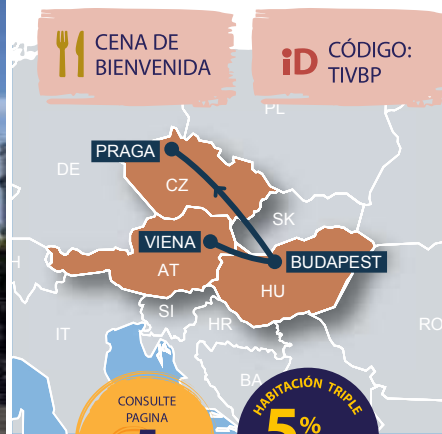 CENA DE
BIENVENIDA
iD
CÓDIGO:
TIVBP
PL
DE
PRAGA
CZ
SK
VIENA
BUDAPEST
AT
HU
SI
HR
IT
RO
BA
CONSULTE
PAGINA
HABITACIÓN TRIPLE
5%